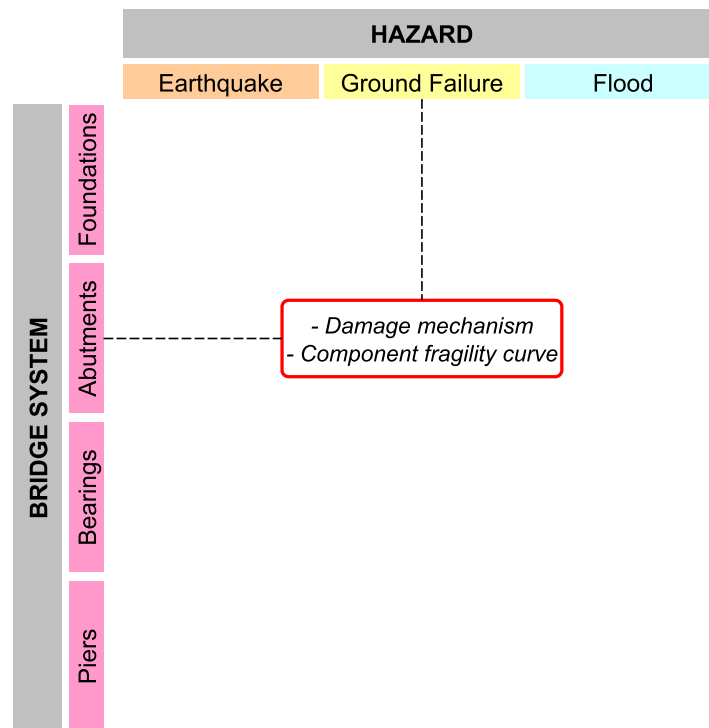 HAZARD
Earthquake
Ground Failure
Flood
BRIDGE SYSTEM
Foundations
Abutments
Bearings
Piers
- Damage mechanism
- Component fragility curve